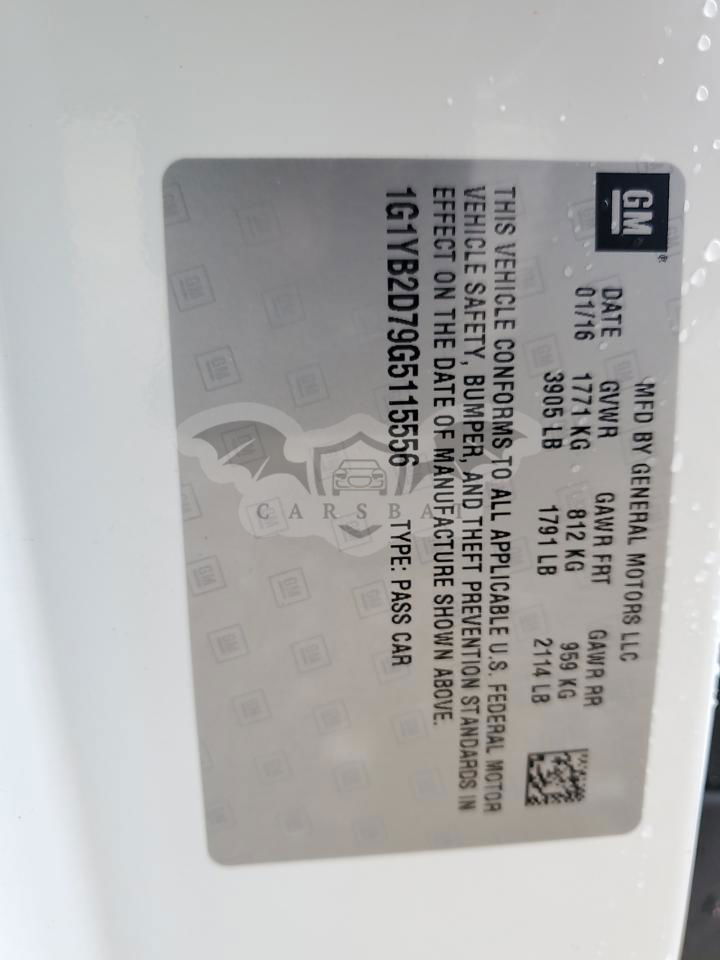 GM
MFD BY GENERAL MOTORS LLC
DATE GVWR GAWR FRT GAWR RR
01/16 1771 KG 812 KG 959 KG
3905 LB 1791 LB 2114 LB
THIS VEHICLE CONFORMS TO ALL APPLICABLE U.S. FEDERAL MOTOR
VEHICLE SAFETY, BUMPER, AND THEFT PREVENTION STANDARDS IN
EFFECT ON THE DATE OF MANUFACTURE SHOWN ABOVE.
1G1YB2D79G5115556 TYPE: PASS CAR
CARSBAT